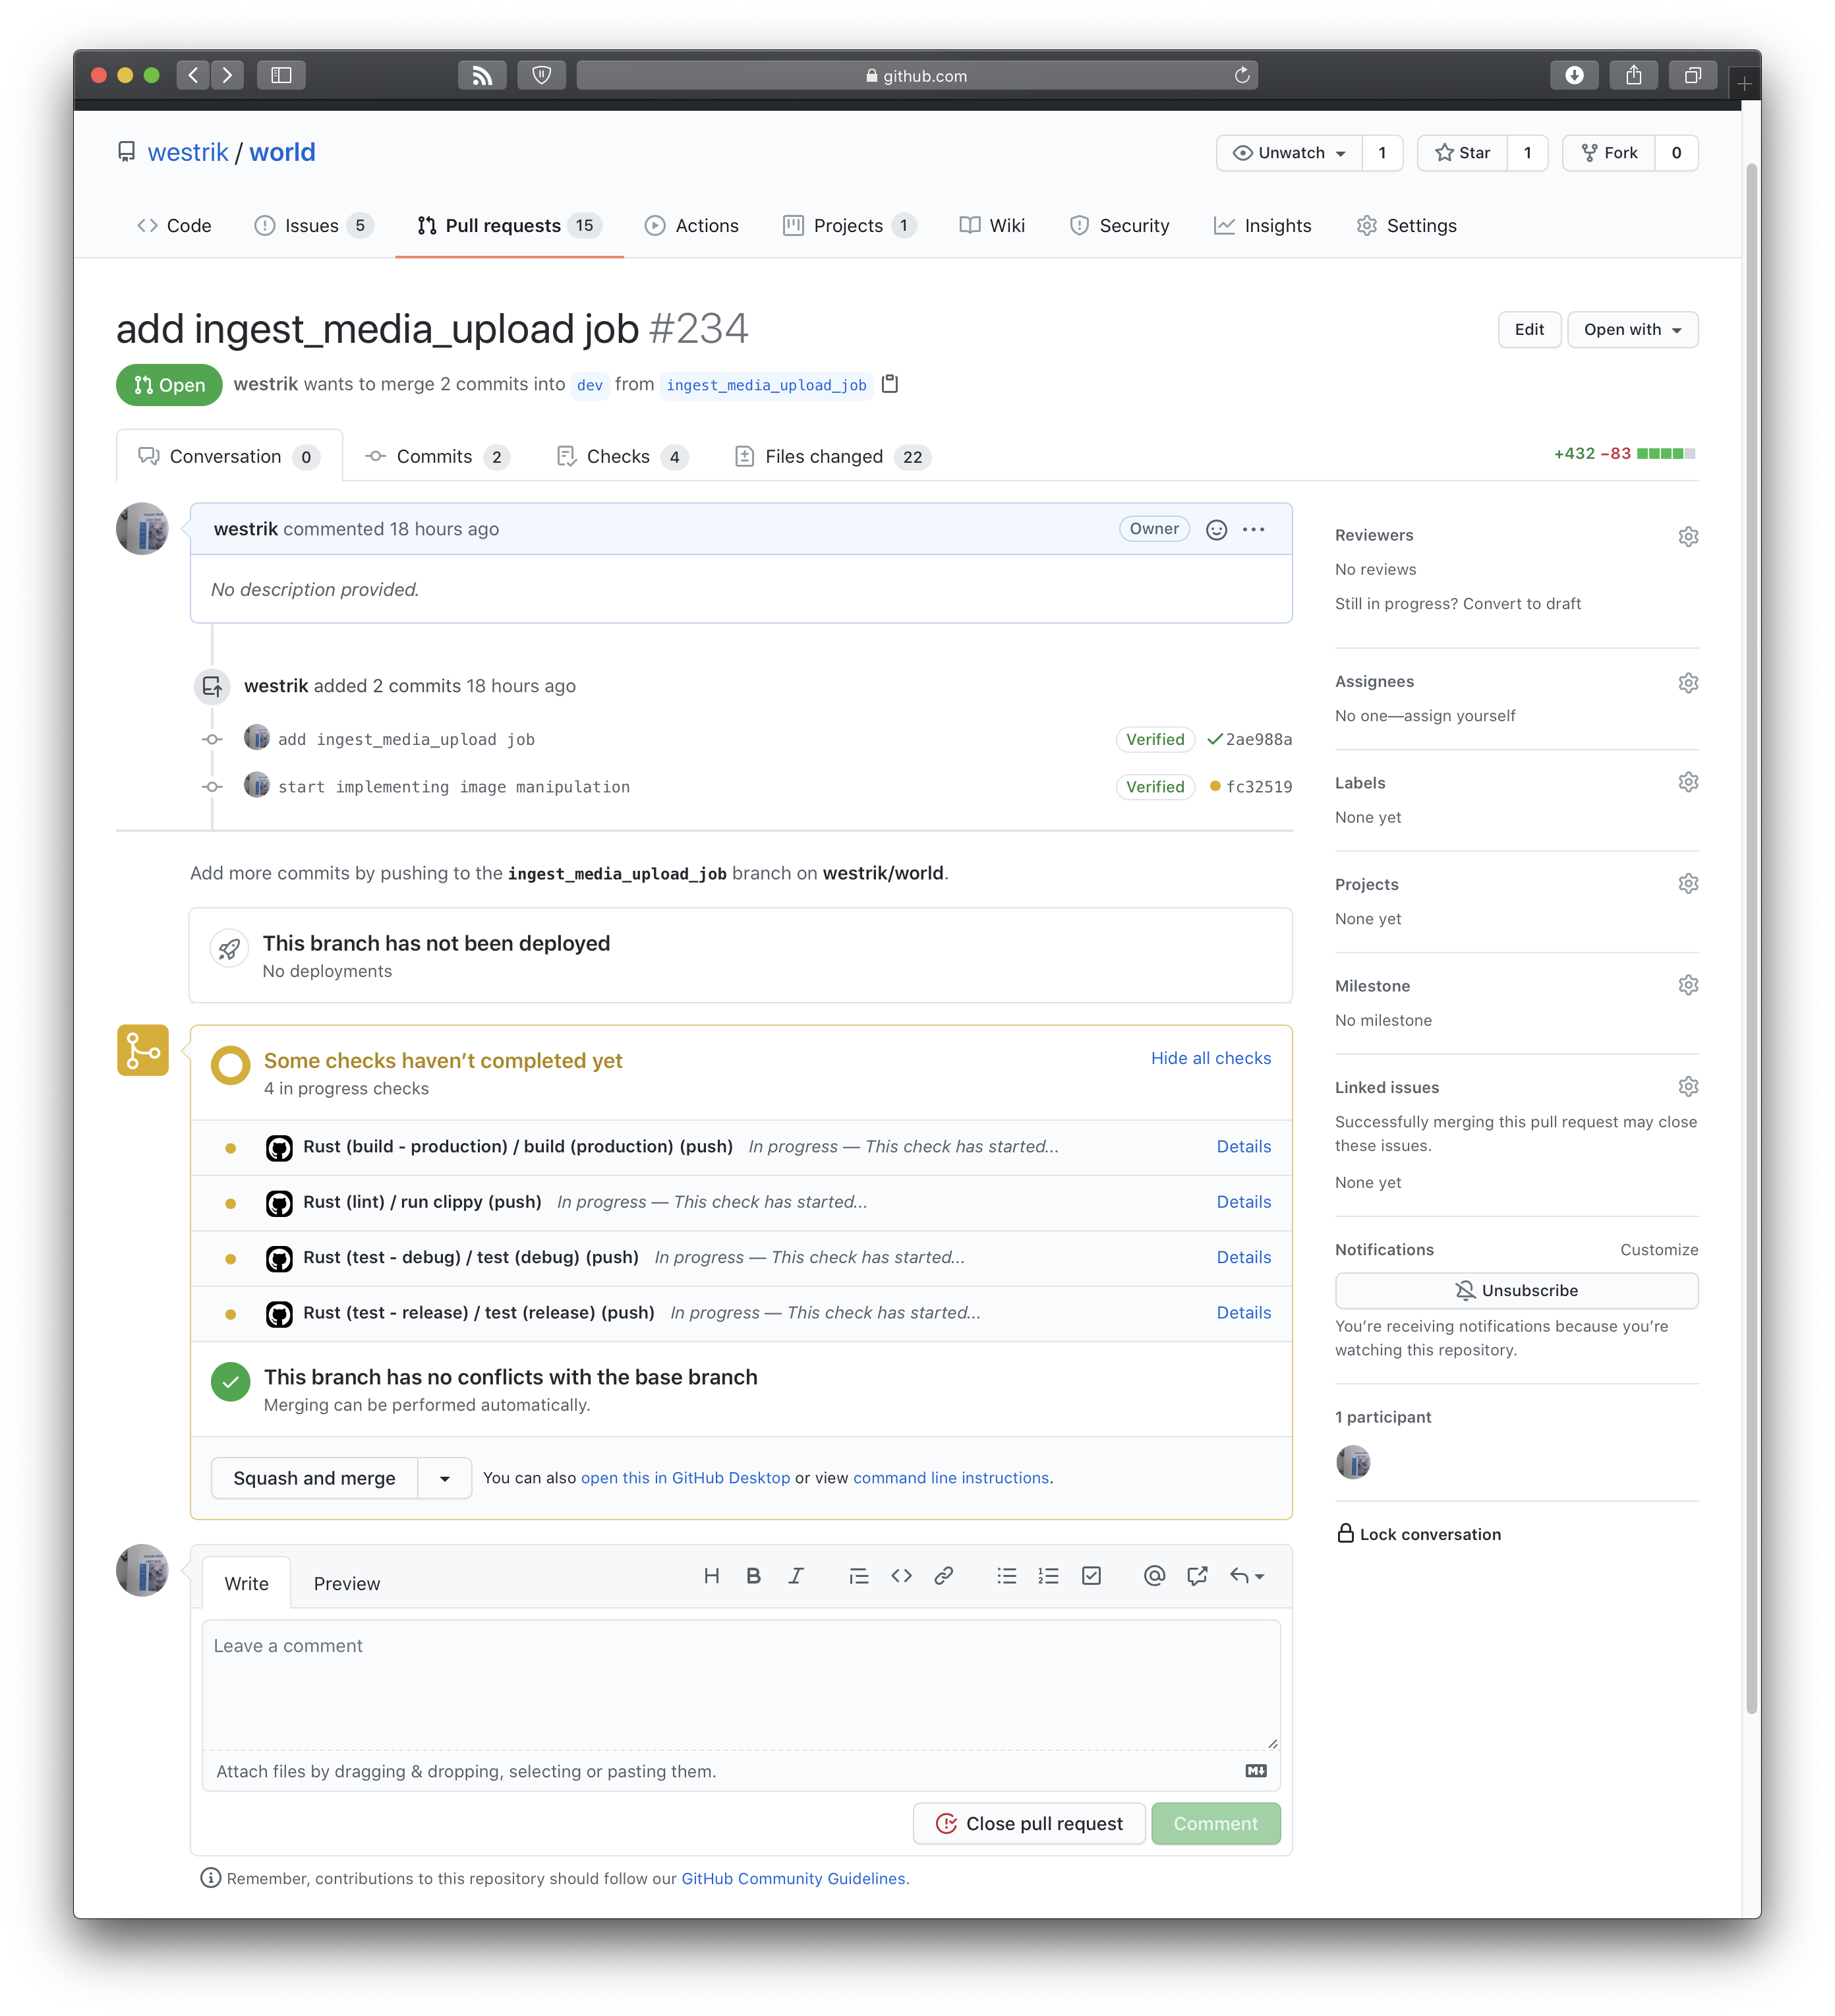 github.com
westrik / world
Unwatch 1 Star 1 Fork 0
Code Issues 5 Pull requests 15 Actions Projects 1 Wiki Security Insights Settings
add ingest_media_upload job #234
Edit Open with
Open westrik wants to merge 2 commits into dev from ingest_media_upload_job
Conversation 0 Commits 2 Checks 4 Files changed 22
+432 −83
westrik commented 18 hours ago Owner
No description provided.
westrik added 2 commits 18 hours ago
add ingest_media_upload job Verified 2ae988a
start implementing image manipulation Verified fc32519
Add more commits by pushing to the ingest_media_upload_job branch on westrik/world.
This branch has not been deployed
No deployments
Some checks haven’t completed yet Hide all checks
4 in progress checks
Rust (build - production) / build (production) (push) In progress — This check has started... Details
Rust (lint) / run clippy (push) In progress — This check has started... Details
Rust (test - debug) / test (debug) (push) In progress — This check has started... Details
Rust (test - release) / test (release) (push) In progress — This check has started... Details
This branch has no conflicts with the base branch
Merging can be performed automatically.
Squash and merge You can also open this in GitHub Desktop or view command line instructions.
Write Preview
Leave a comment
Attach files by dragging & dropping, selecting or pasting them.
Close pull request Comment
Remember, contributions to this repository should follow our GitHub Community Guidelines.
Reviewers
No reviews
Still in progress? Convert to draft
Assignees
No one—assign yourself
Labels
None yet
Projects
None yet
Milestone
No milestone
Linked issues
Successfully merging this pull request may close
these issues.
None yet
Notifications Customize
Unsubscribe
You’re receiving notifications because you’re
watching this repository.
1 participant
Lock conversation